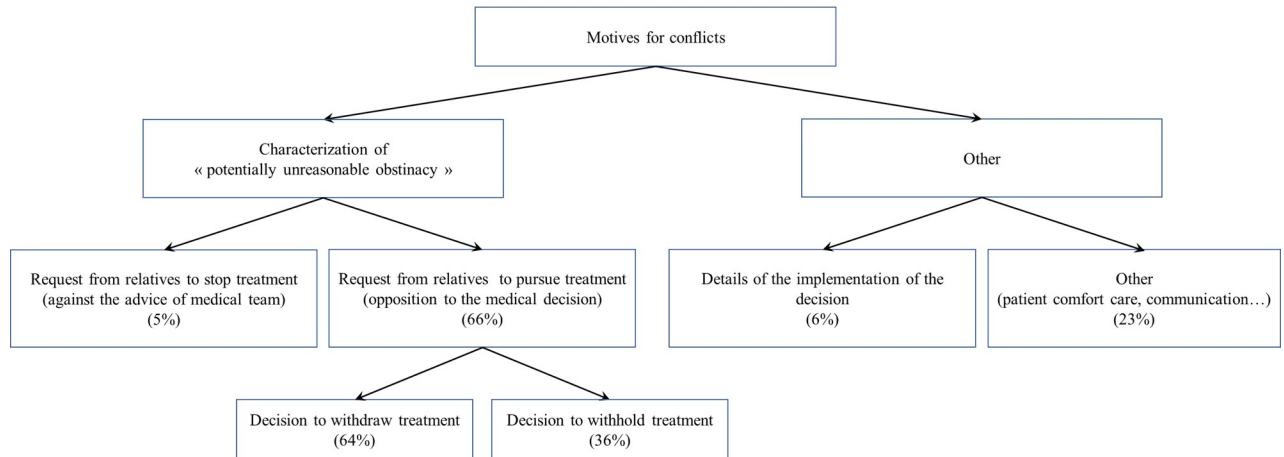 Motives for conflicts
Characterization of
« potentially unreasonable obstinacy »
Other
Request from relatives to stop treatment
(against the advice of medical team)
(5%)
Request from relatives to pursue treatment
(opposition to the medical decision)
(66%)
Details of the implementation of the
decision
(6%)
Other
(patient comfort care, communication…)
(23%)
Decision to withdraw treatment
(64%)
Decision to withhold treatment
(36%)